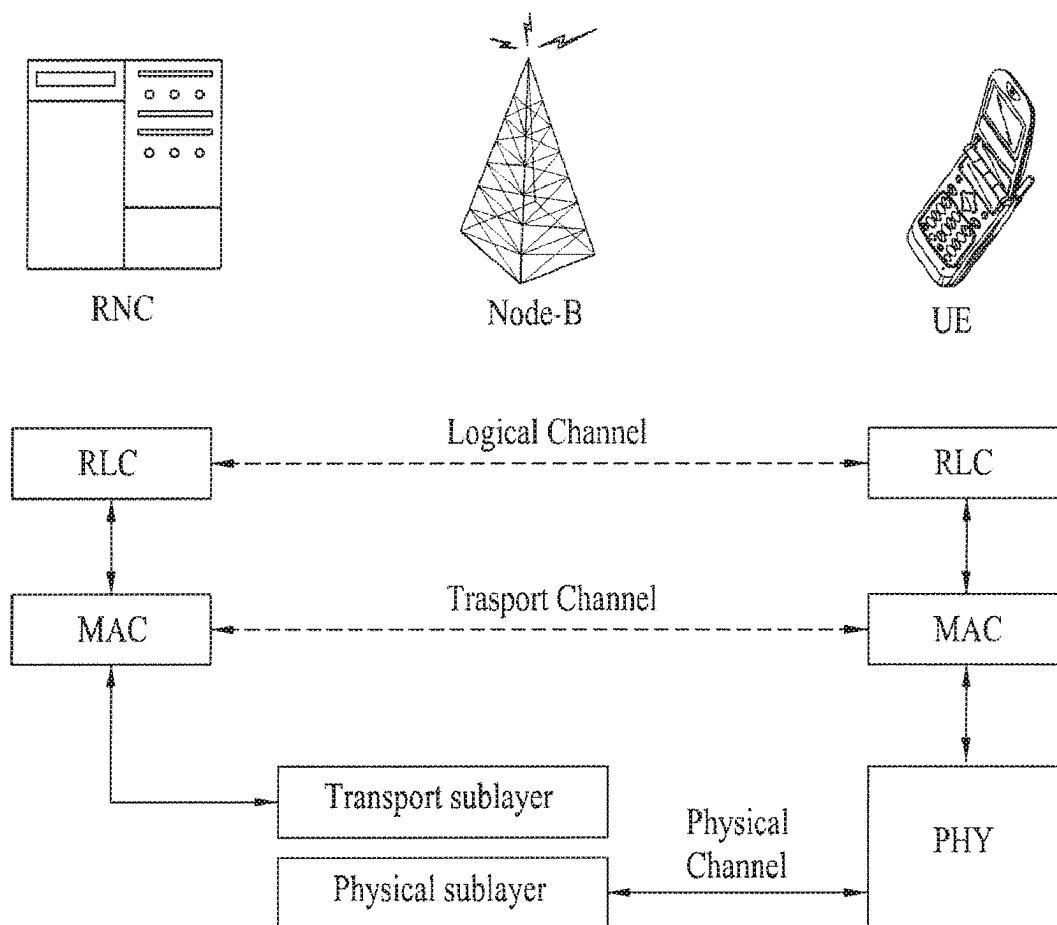 RNC
Node-B
UE
Logical Channel
RLC
RLC
Trasport Channel
MAC
MAC
Transport sublayer
Physical
Channel
PHY
Physical sublayer